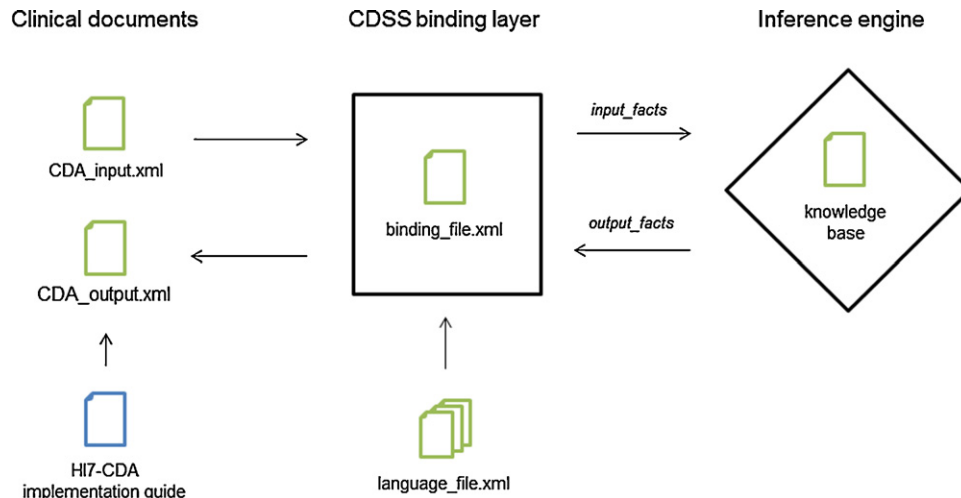 Clinical documents
CDSS binding layer
Inference engine
CDA_input.xml
input_facts
binding_file.xml
knowledge
base
output_facts
CDA_output.xml
Hl7-CDA
implementation guide
language_file.xml